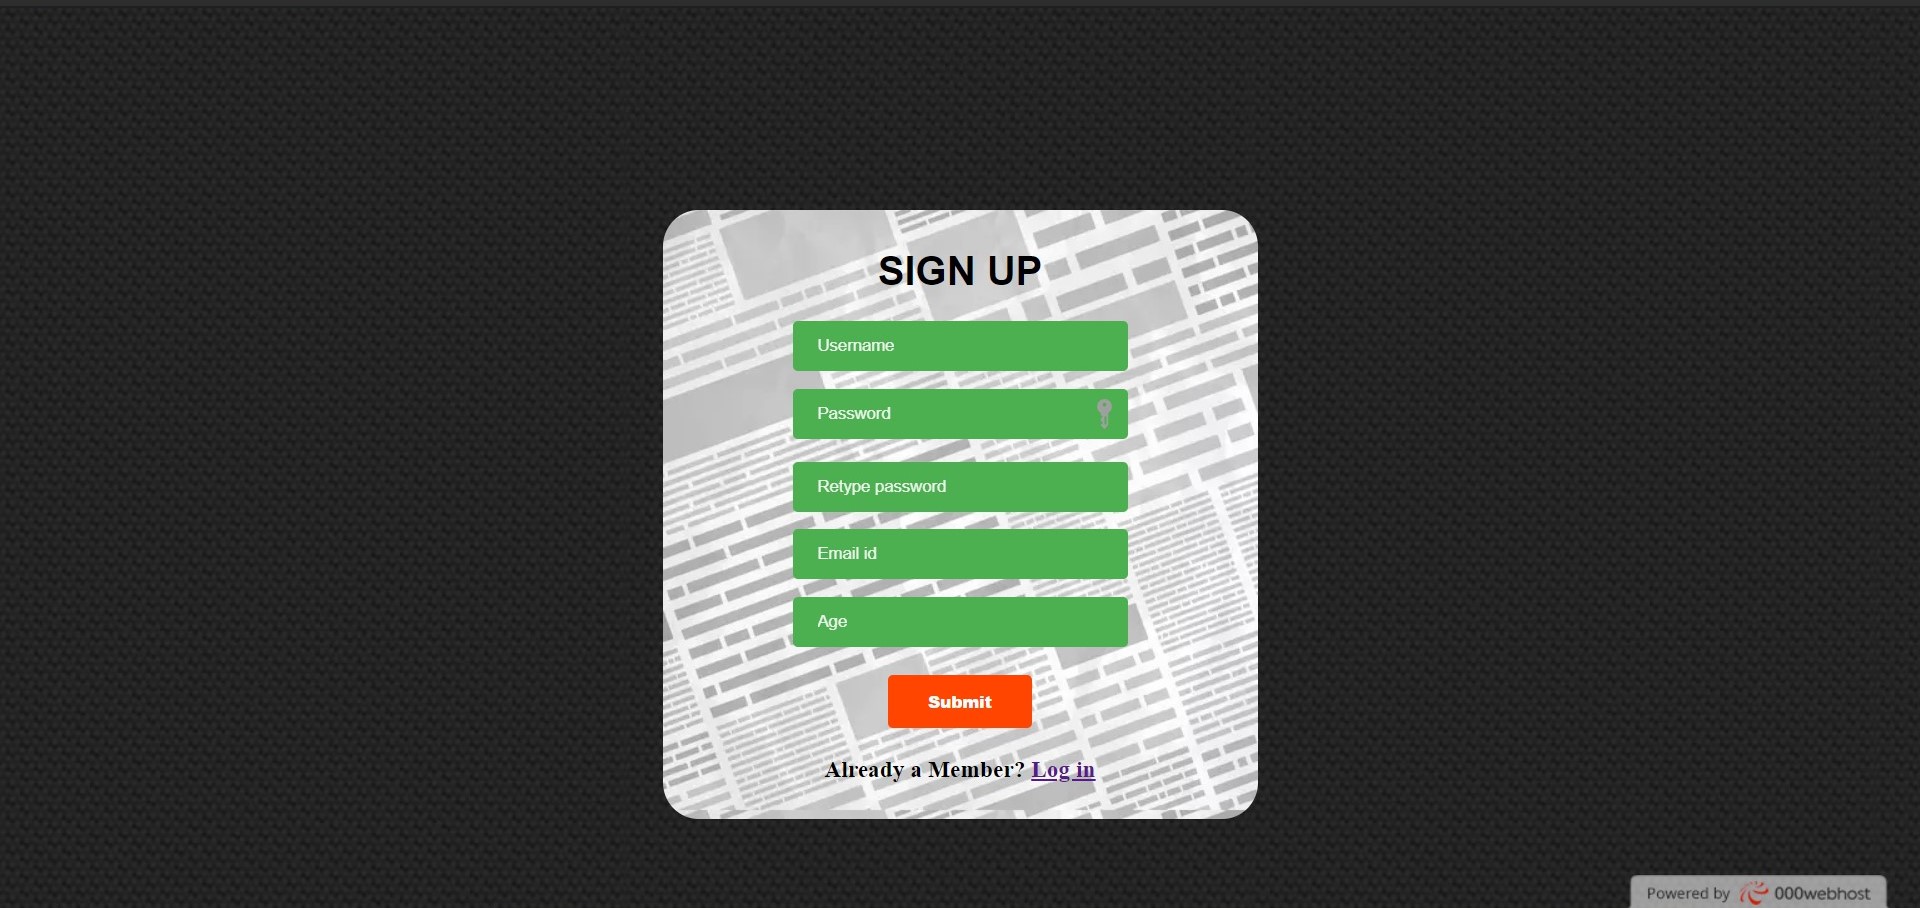 SIGN UP
Username
Password
Retype password
Email id
Age
Submit
Already a Member? Log in
Powered by 000webhost